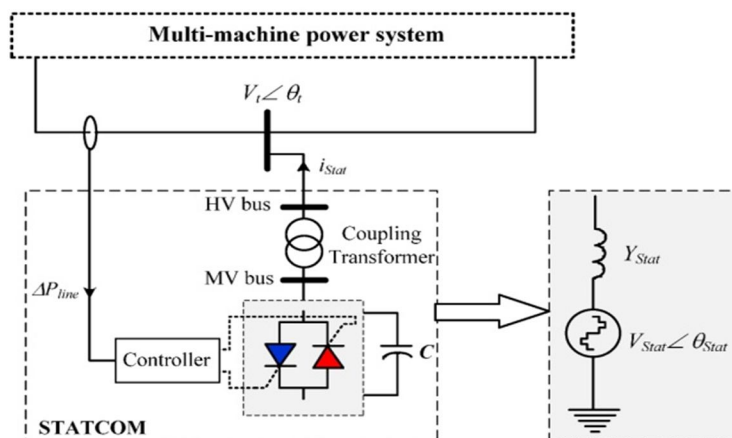 Multi-machine power system
V_t∠θ_t
i_Stat
HV bus
Coupling
Transformer
MV bus
ΔP_line
Controller
C
STATCOM
Y_Stat
V_Stat∠θ_Stat